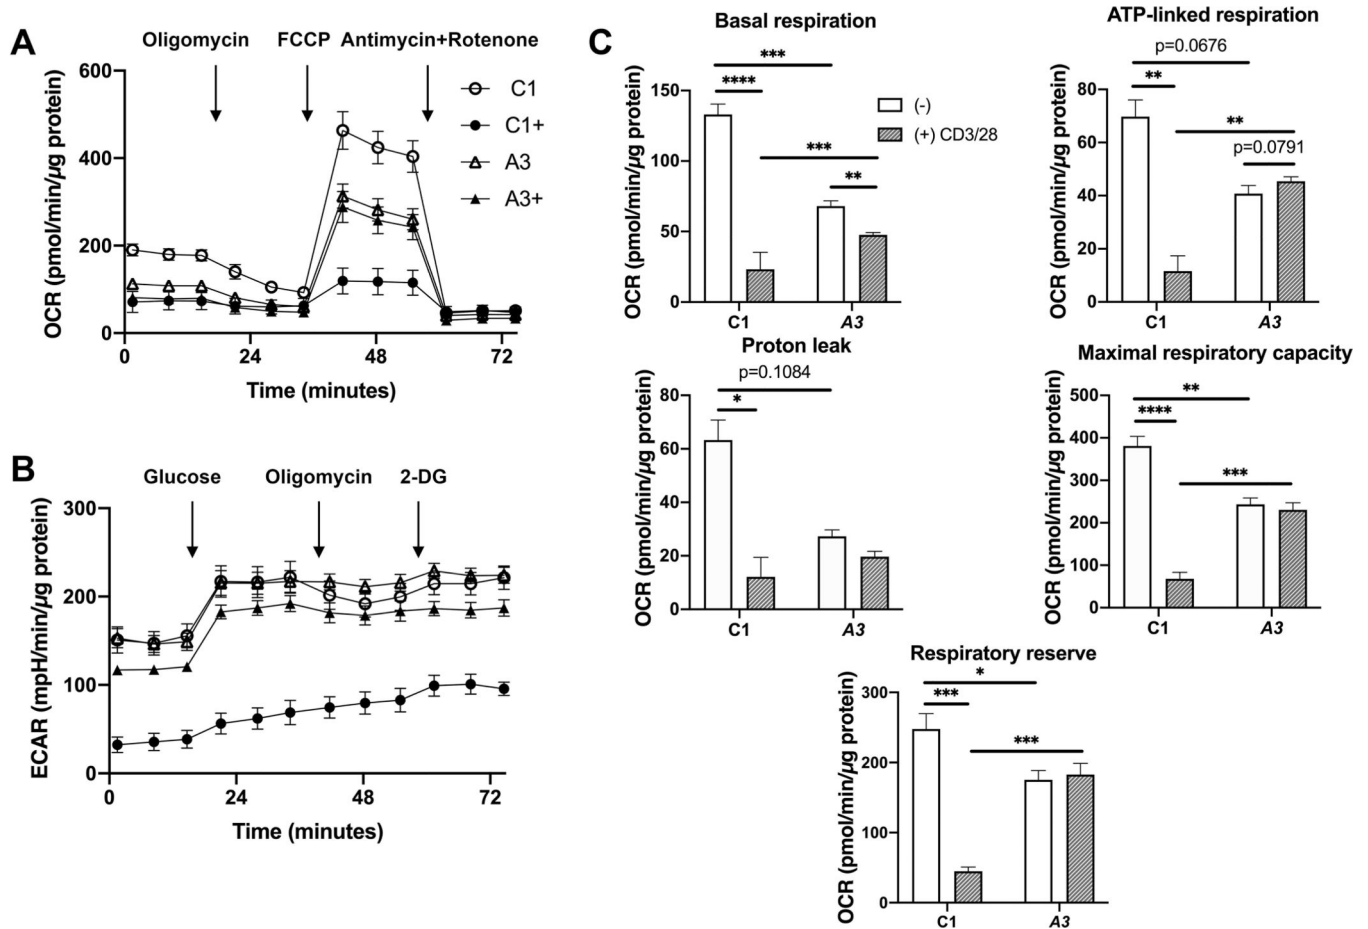 A
Oligomycin FCCP Antimycin+Rotenone
OCR (pmol/min/µg protein)
600
400
200
0
0 24 48 72
Time (minutes)
C1
C1+
A3
A3+
B
Glucose Oligomycin 2-DG
ECAR (mpH/min/µg protein)
300
200
100
0
0 24 48 72
Time (minutes)
C
Basal respiration
OCR (pmol/min/µg protein)
150
100
50
0
***
****
***
**
C1 A3
(-)
(+) CD3/28
ATP-linked respiration
OCR (pmol/min/µg protein)
80
60
40
20
0
p=0.0676
**
**
p=0.0791
C1 A3
Proton leak
OCR (pmol/min/µg protein)
80
60
40
20
0
p=0.1084
*
C1 A3
Maximal respiratory capacity
OCR (pmol/min/µg protein)
500
400
300
200
100
0
**
****
***
C1 A3
Respiratory reserve
OCR (pmol/min/µg protein)
300
200
100
0
*
***
***
C1 A3